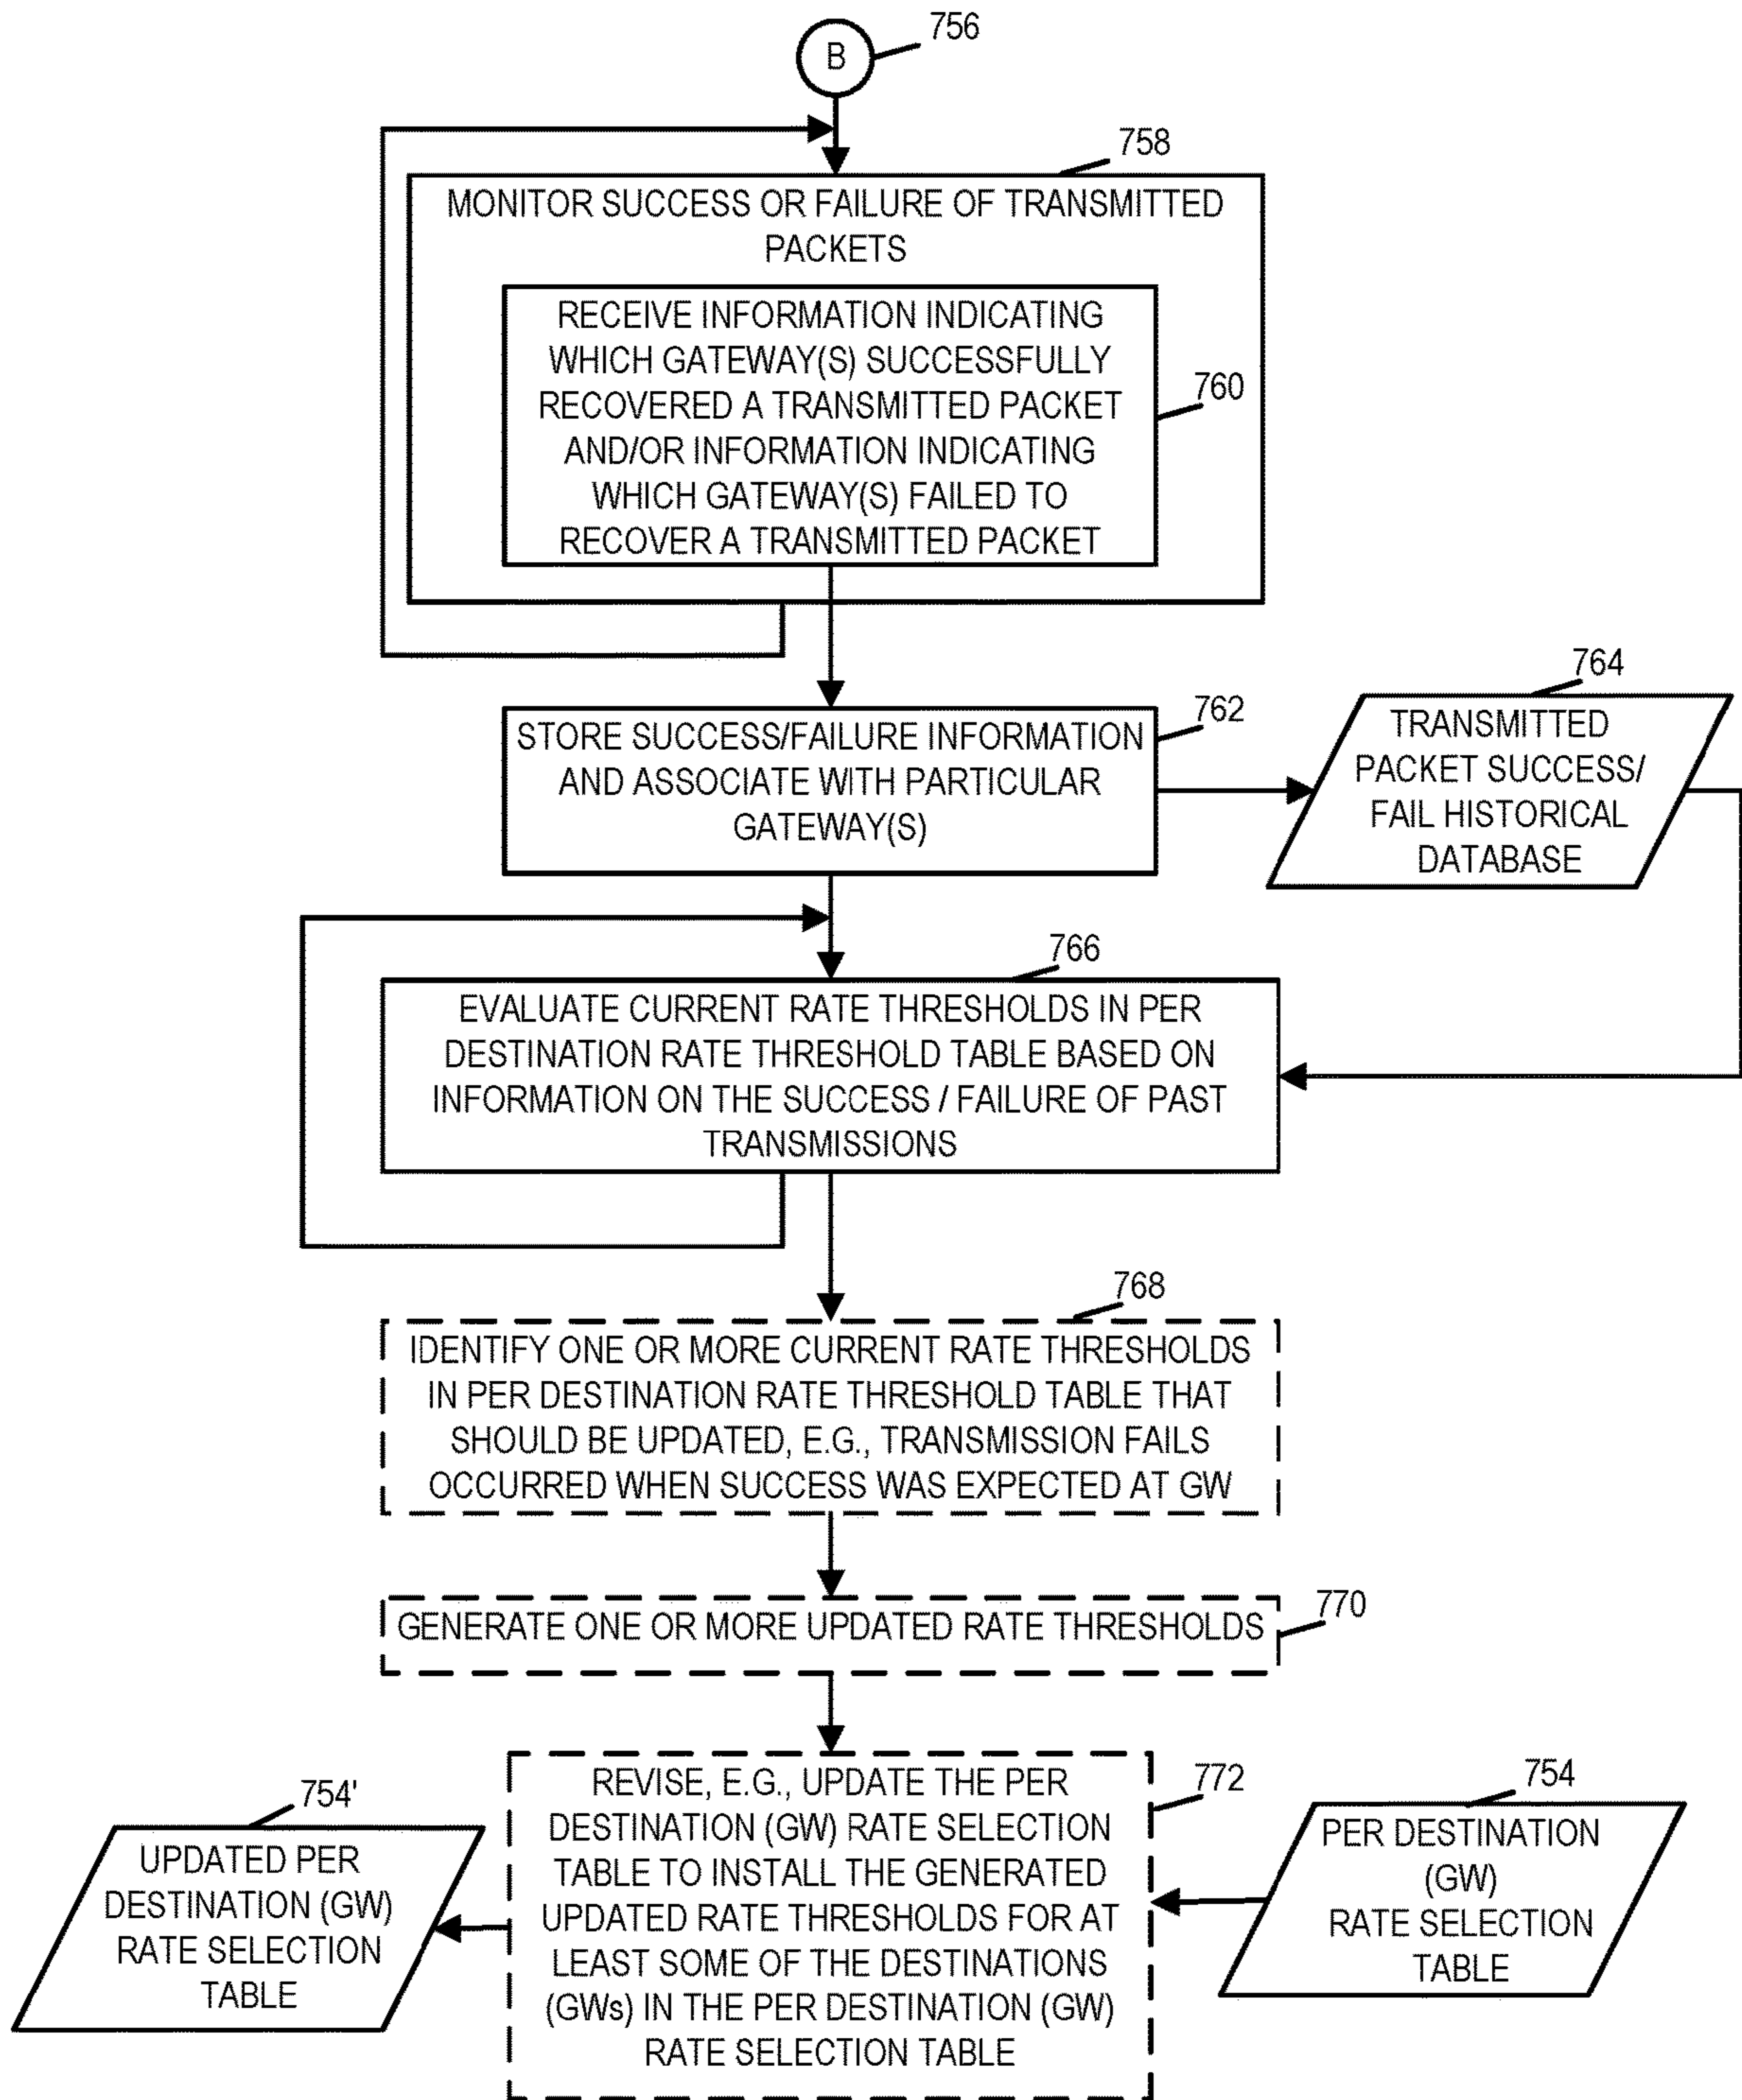 B
756
758
MONITOR SUCCESS OR FAILURE OF TRANSMITTED
PACKETS
RECEIVE INFORMATION INDICATING
WHICH GATEWAY(S) SUCCESSFULLY
RECOVERED A TRANSMITTED PACKET
AND/OR INFORMATION INDICATING
WHICH GATEWAY(S) FAILED TO
RECOVER A TRANSMITTED PACKET
760
762
STORE SUCCESS/FAILURE INFORMATION
AND ASSOCIATE WITH PARTICULAR
GATEWAY(S)
764
TRANSMITTED
PACKET SUCCESS/
FAIL HISTORICAL
DATABASE
766
EVALUATE CURRENT RATE THRESHOLDS IN PER
DESTINATION RATE THRESHOLD TABLE BASED ON
INFORMATION ON THE SUCCESS / FAILURE OF PAST
TRANSMISSIONS
768
IDENTIFY ONE OR MORE CURRENT RATE THRESHOLDS
IN PER DESTINATION RATE THRESHOLD TABLE THAT
SHOULD BE UPDATED, E.G., TRANSMISSION FAILS
OCCURRED WHEN SUCCESS WAS EXPECTED AT GW
770
GENERATE ONE OR MORE UPDATED RATE THRESHOLDS
772
REVISE, E.G., UPDATE THE PER
DESTINATION (GW) RATE SELECTION
TABLE TO INSTALL THE GENERATED
UPDATED RATE THRESHOLDS FOR AT
LEAST SOME OF THE DESTINATIONS
(GWs) IN THE PER DESTINATION (GW)
RATE SELECTION TABLE
754
PER DESTINATION
(GW)
RATE SELECTION
TABLE
754'
UPDATED PER
DESTINATION (GW)
RATE SELECTION
TABLE